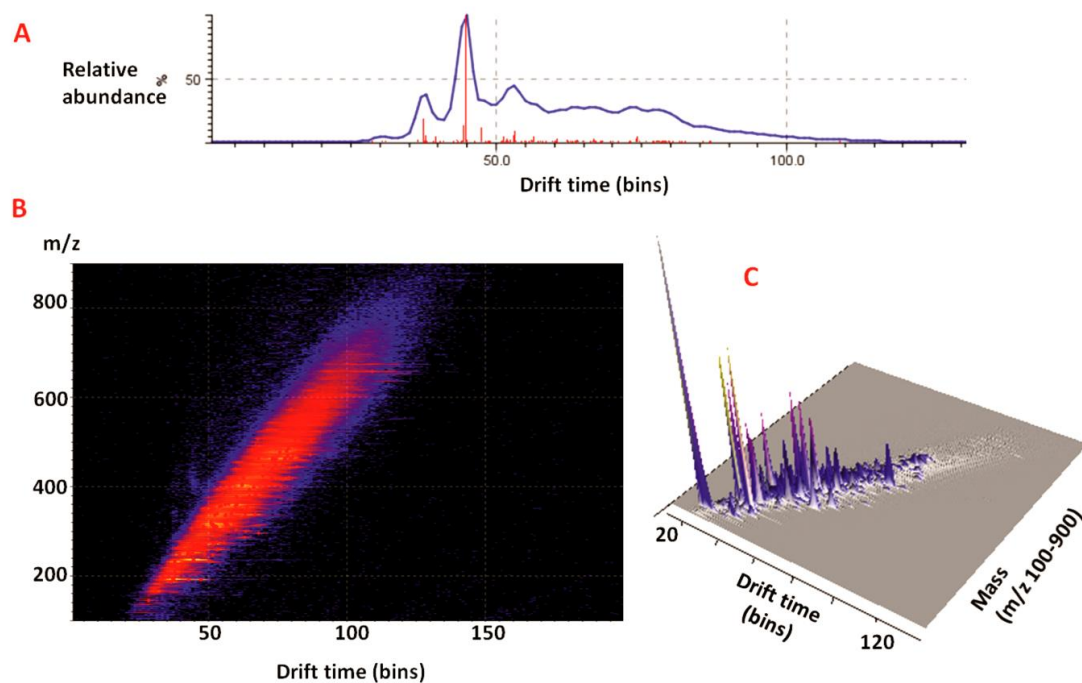 A
Relative
abundance
%
50
50.0
100.0
Drift time (bins)
B
m/z
800
600
400
200
50
100
150
Drift time (bins)
C
20
120
Drift time
(bins)
Mass
(m/z 100-900)